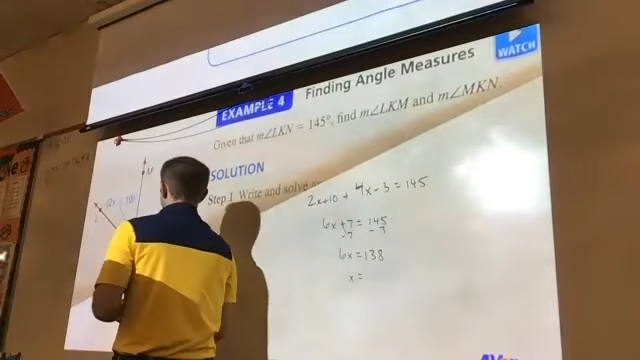 WATCH
EXAMPLE 4 Finding Angle Measures
Given that m∠LKN = 145°, find m∠LKM and m∠MKN.
SOLUTION
Step 1 Write and solve
M
2x+10 + 4x-3 = 145
6x+7 = 145
-7 -7
6x = 138
x =